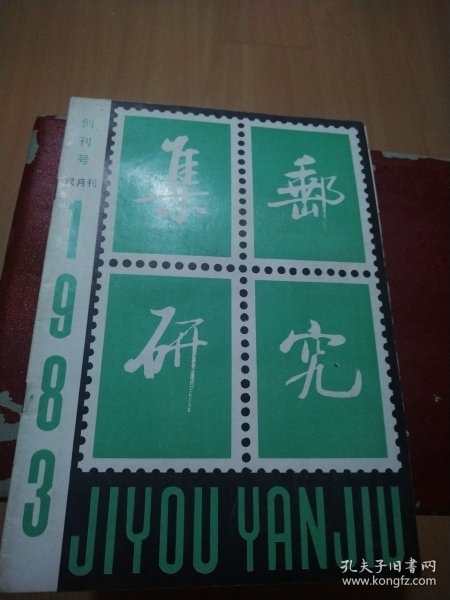 创刊号
双月刊
1983
集郵
研究
JIYOU YANJIU
孔夫子旧书网
www.kongfz.com